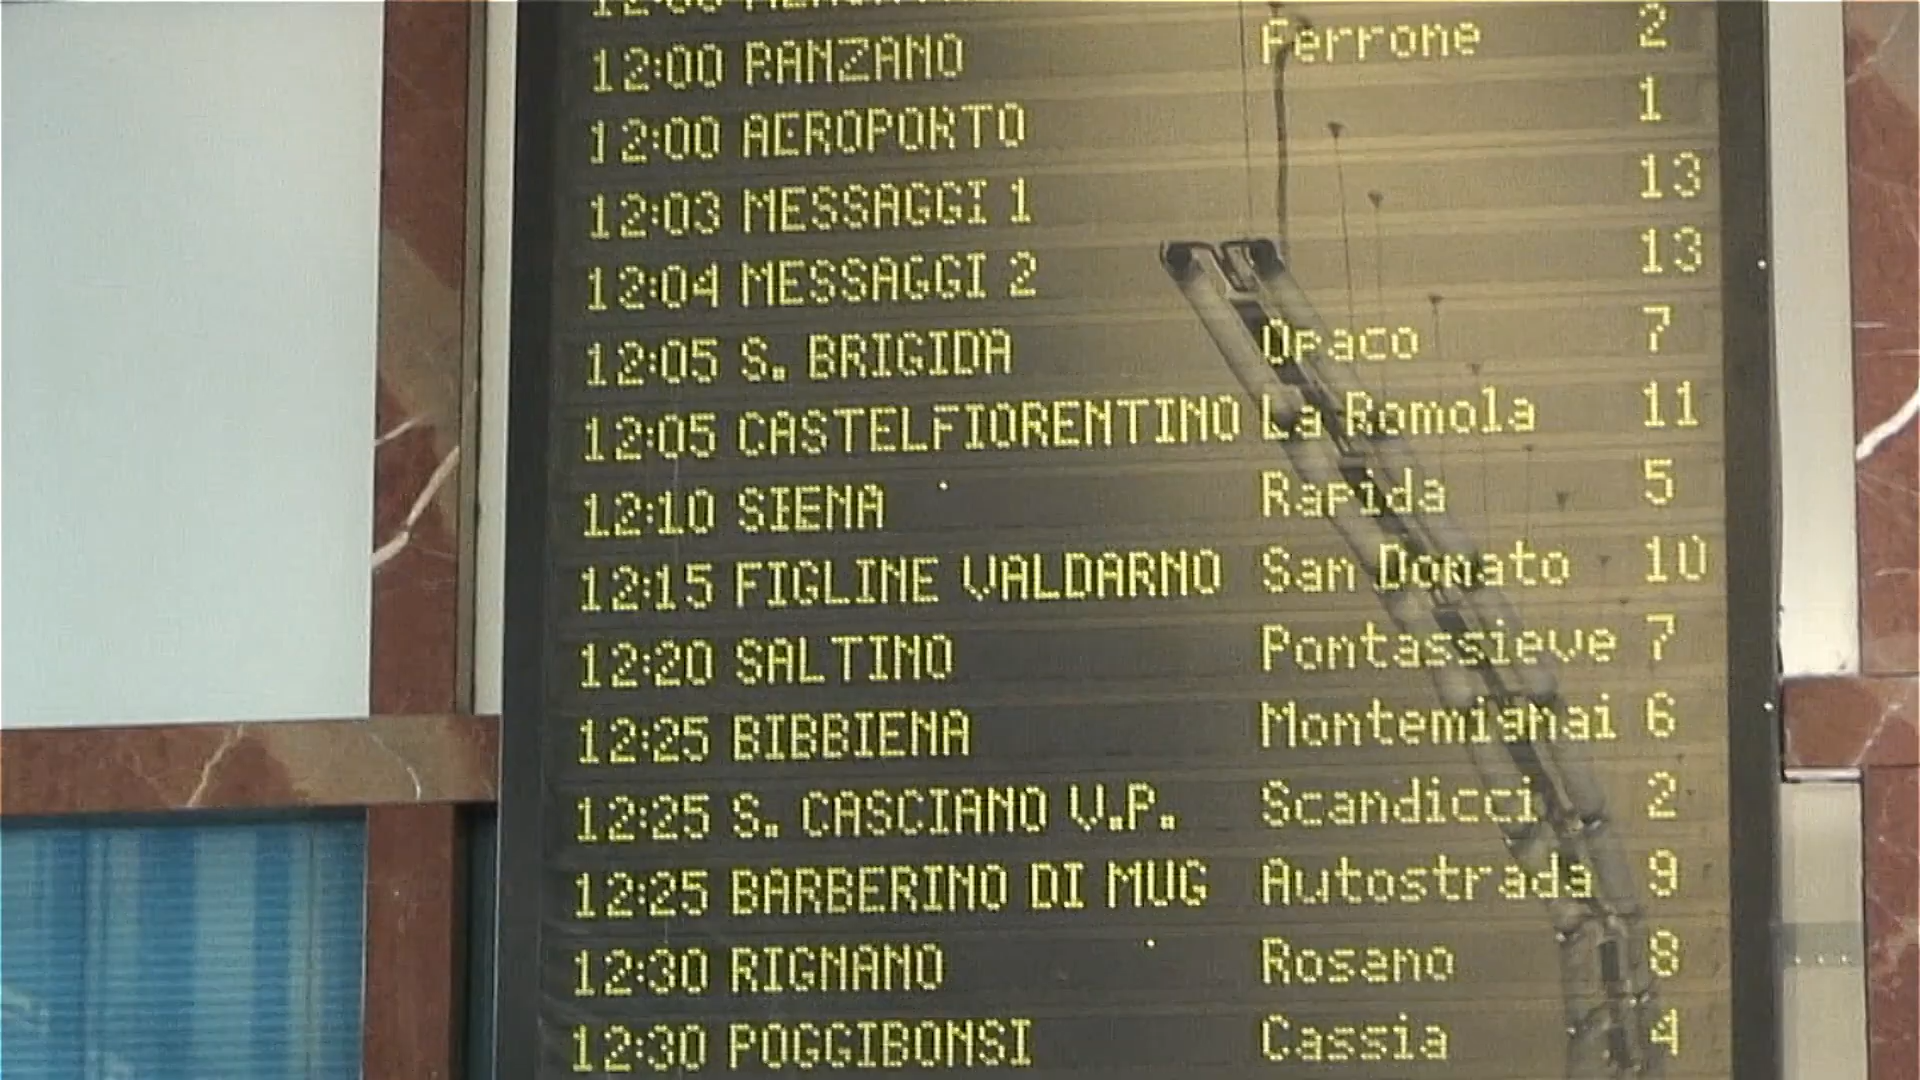 12:00 PANZANO Ferrone 2
12:00 AEROPORTO 1
12:03 MESSAGGI 1 13
12:04 MESSAGGI 2 13
12:05 S. BRIGIDA Opaco 7
12:05 CASTELFIORENTINO La Romola 11
12:10 SIENA Rapida 5
12:15 FIGLINE VALDARNO San Donato 10
12:20 SALTINO Pontassieve 7
12:25 BIBBIENA Montemignai 6
12:25 S. CASCIANO V.P. Scandicci 2
12:25 BARBERINO DI MUG Autostrada 9
12:30 RIGNANO Rosano 8
12:30 POGGIBONSI Cassia 4